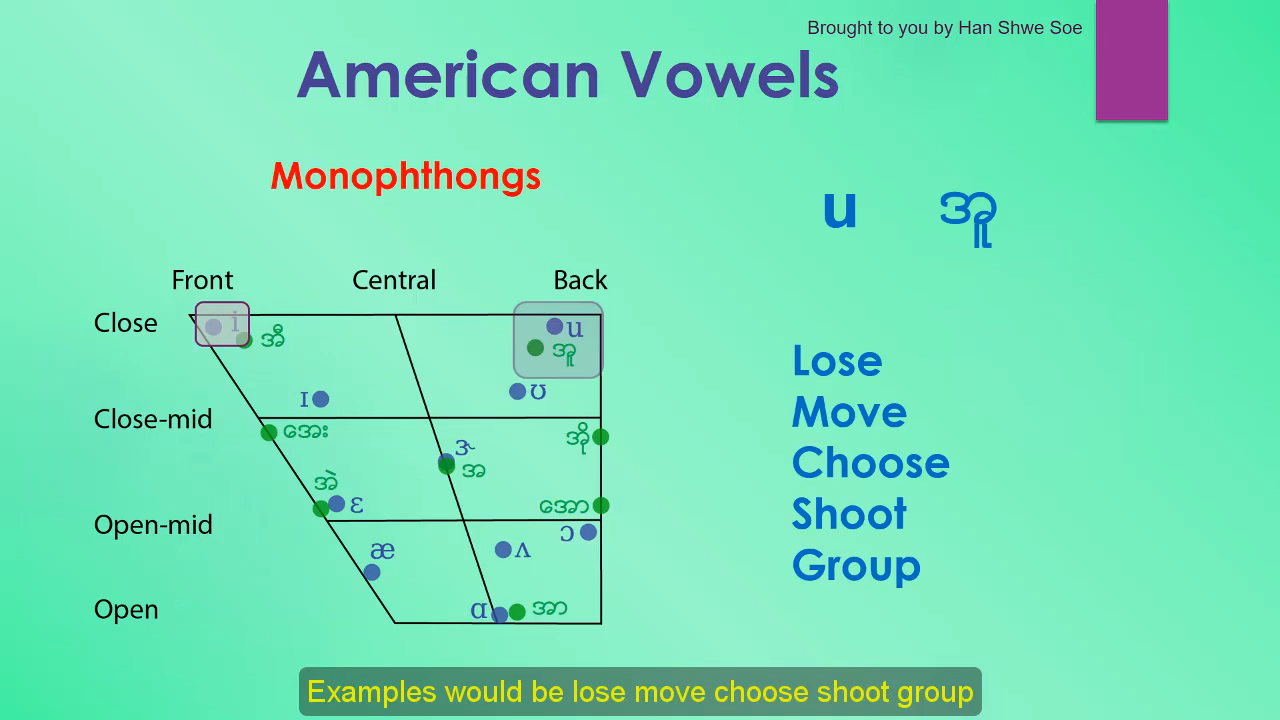 Brought to you by Han Shwe Soe
American Vowels
Monophthongs
u အူ
Front Central Back
Close
i အီ
u
အူ
ɪ ʊ
Close-mid
အေး အို
ɝ
အ
အဲ ɛ အော
Open-mid
ɔ
æ ʌ
Open
ɑ အာ
Lose
Move
Choose
Shoot
Group
Examples would be lose move choose shoot group